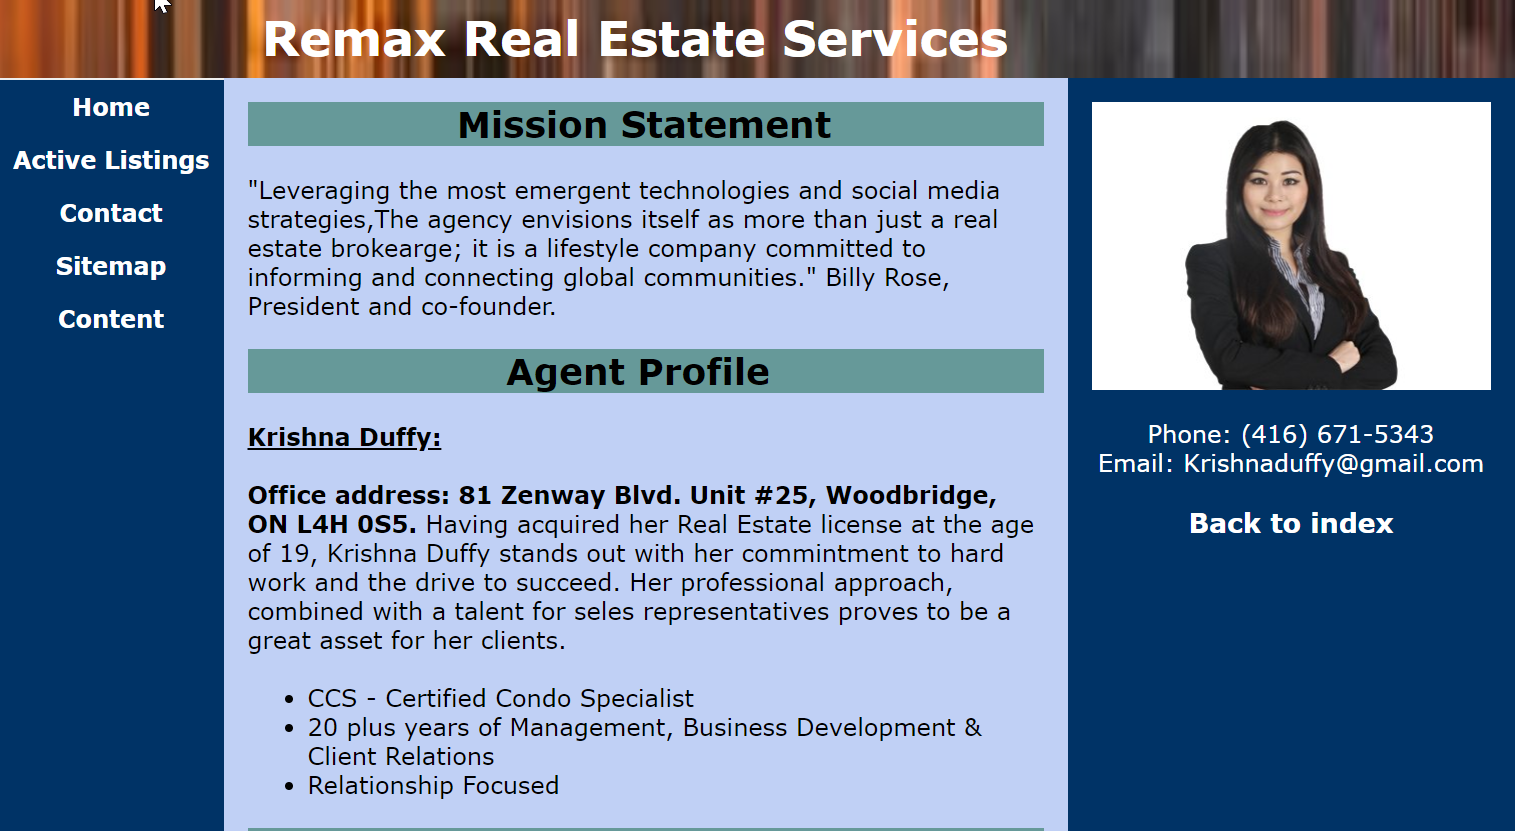 Remax Real Estate Services
Home
Active Listings
Contact
Sitemap
Content
Mission Statement
"Leveraging the most emergent technologies and social media
strategies,The agency envisions itself as more than just a real
estate brokearge; it is a lifestyle company committed to
informing and connecting global communities." Billy Rose,
President and co-founder.
Agent Profile
Krishna Duffy:
Office address: 81 Zenway Blvd. Unit #25, Woodbridge,
ON L4H 0S5. Having acquired her Real Estate license at the age
of 19, Krishna Duffy stands out with her commintment to hard
work and the drive to succeed. Her professional approach,
combined with a talent for seles representatives proves to be a
great asset for her clients.
• CCS - Certified Condo Specialist
• 20 plus years of Management, Business Development &
Client Relations
• Relationship Focused
Phone: (416) 671-5343
Email: Krishnaduffy@gmail.com
Back to index